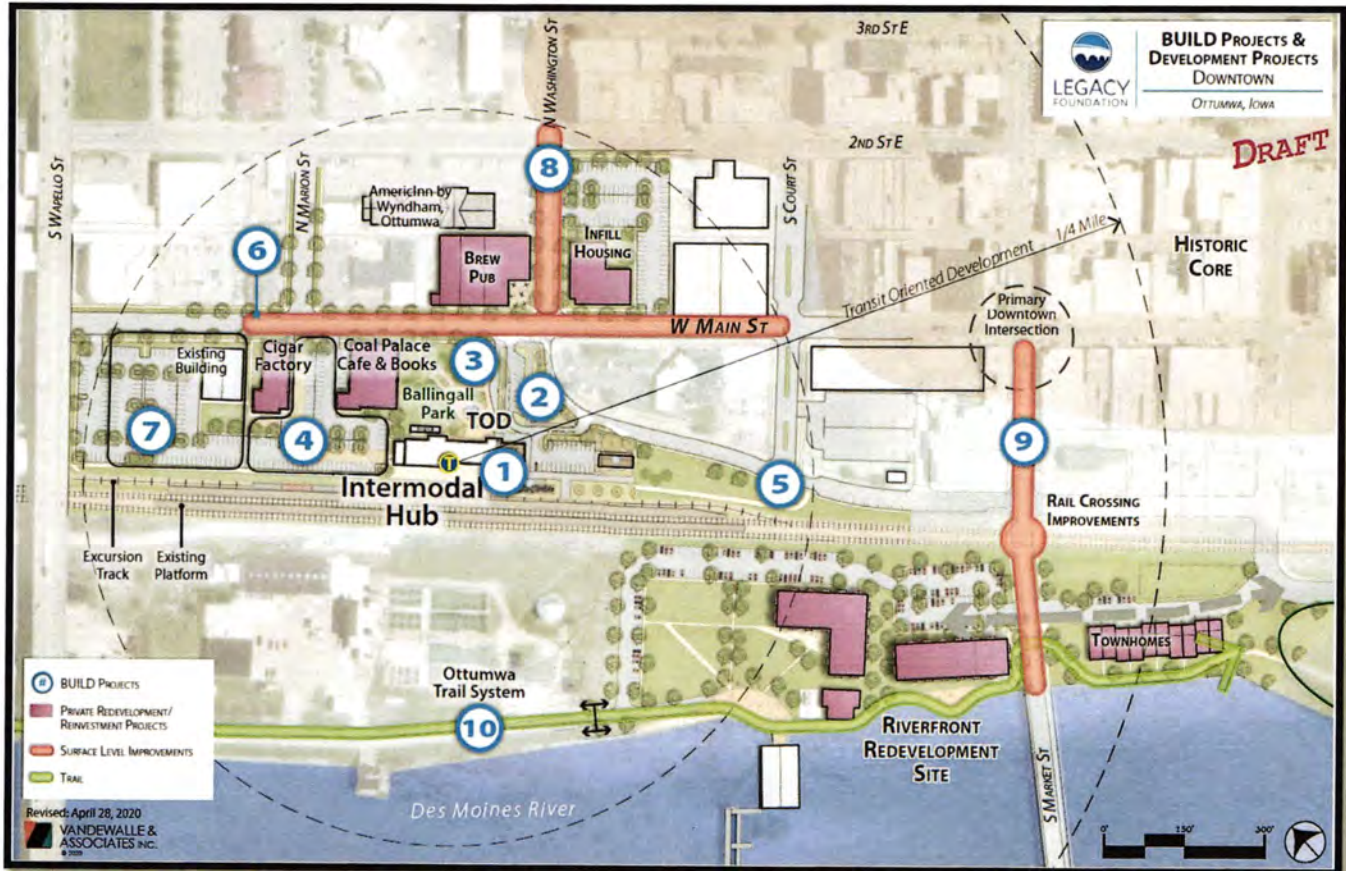 3RD ST E
LEGACY
FOUNDATION
BUILD PROJECTS &
DEVELOPMENT PROJECTS
DOWNTOWN
OTTUMWA, IOWA
DRAFT
N WASHINGTON ST
2ND ST E
8
S WAPELLO ST
N MARION ST
AmericInn by
Wyndham,
Ottumwa
S COURT ST
1/4 Mile
Transit Oriented Development
HISTORIC
CORE
6
BREW
PUB
INFILL
HOUSING
W MAIN ST
Primary
Downtown
Intersection
Existing
Building
Cigar
Factory
Coal Palace
Cafe & Books
3
Ballingall
Park
2
TOD
7
4
1
T
5
9
Intermodal
Hub
RAIL CROSSING
IMPROVEMENTS
Excursion
Track
Existing
Platform
TOWNHOMES
# BUILD PROJECTS
PRIVATE REDEVELOPMENT/
REINVESTMENT PROJECTS
SURFACE LEVEL IMPROVEMENTS
TRAIL
Ottumwa
Trail System
10
RIVERFRONT
REDEVELOPMENT
SITE
S MARKET ST
Des Moines River
Revised: April 28, 2020
VANDEWALLE &
ASSOCIATES INC.
0' 150' 300'